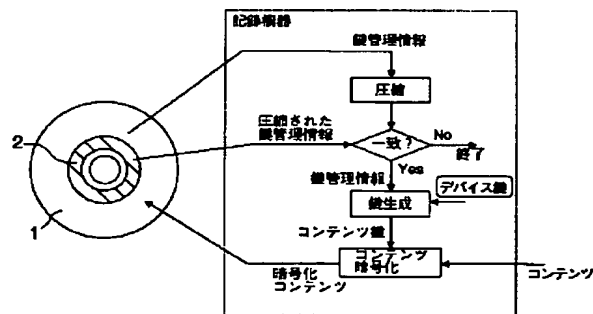 記録機器
鍵管理情報
圧縮
2
圧縮された
鍵管理情報
一致？
No
終了
Yes
鍵管理情報
デバイス鍵
鍵生成
1
コンテンツ鍵
コンテンツ
暗号化
暗号化
コンテンツ
コンテンツ